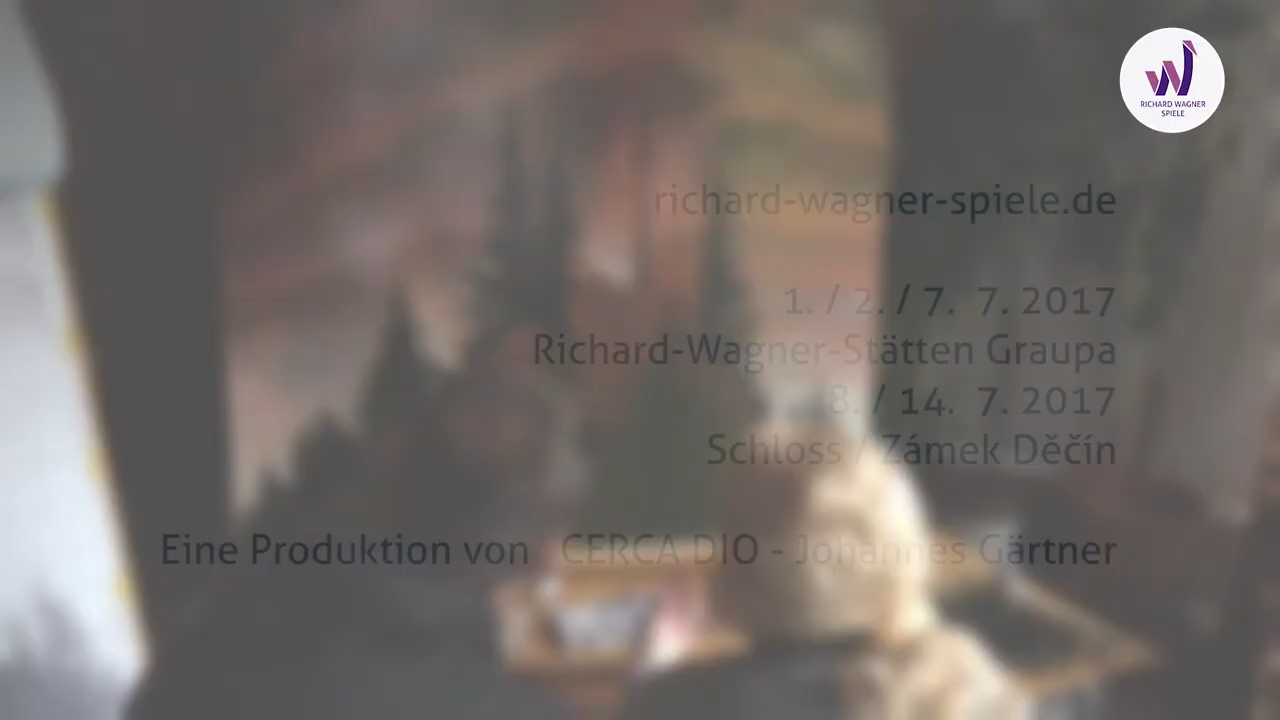 RICHARD WAGNER
SPIELE
richard-wagner-spiele.de
1. / 2. / 7. 7. 2017
Richard-Wagner-Stätten Graupa
8. / 14. 7. 2017
Schloss / Zámek Děčín
Eine Produktion von CERCA DIO - Johannes Gärtner